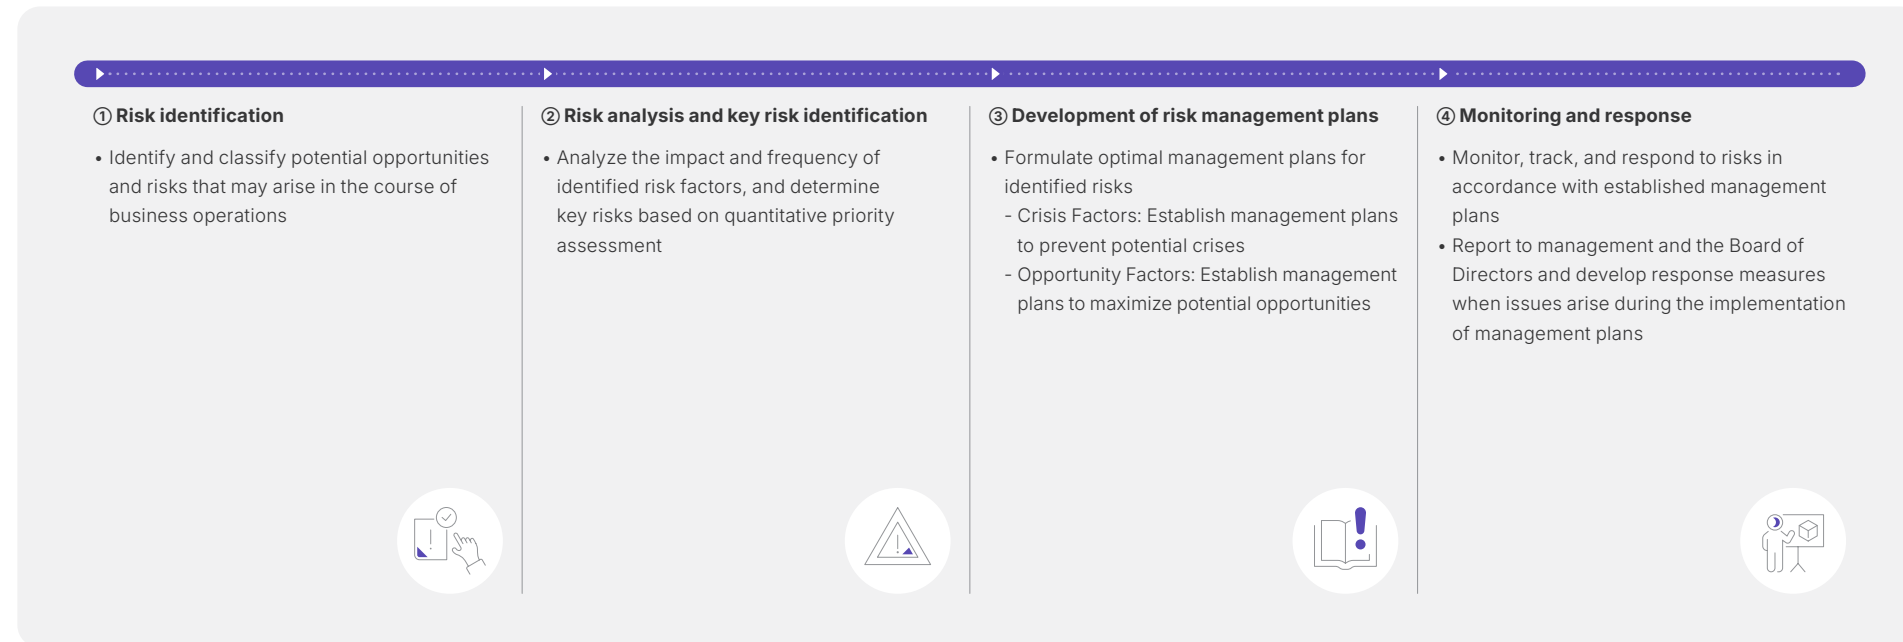 ① Risk identification
• Identify and classify potential opportunities
and risks that may arise in the course of
business operations
② Risk analysis and key risk identification
• Analyze the impact and frequency of
identified risk factors, and determine
key risks based on quantitative priority
assessment
③ Development of risk management plans
• Formulate optimal management plans for
identified risks
- Crisis Factors: Establish management plans
to prevent potential crises
- Opportunity Factors: Establish management
plans to maximize potential opportunities
④ Monitoring and response
• Monitor, track, and respond to risks in
accordance with established management
plans
• Report to management and the Board of
Directors and develop response measures
when issues arise during the implementation
of management plans